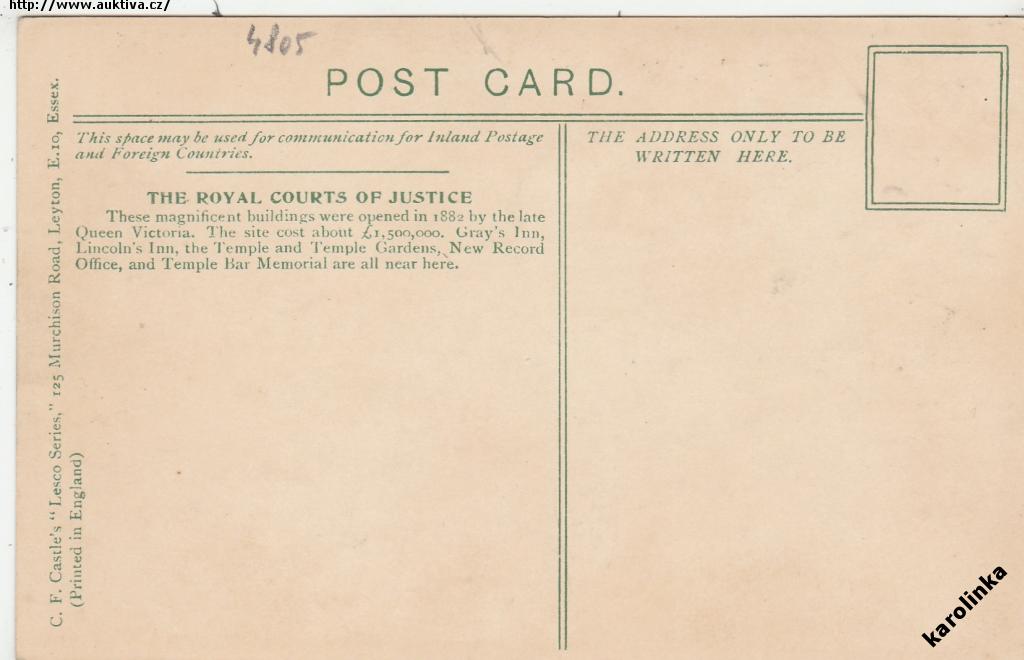 http://www.auktiva.cz/
4805
POST CARD.
This space may be used for communication for Inland Postage
and Foreign Countries.
THE ADDRESS ONLY TO BE
WRITTEN HERE.
THE ROYAL COURTS OF JUSTICE
These magnificent buildings were opened in 1882 by the late
Queen Victoria. The site cost about £1,500,000. Gray's Inn,
Lincoln's Inn, the Temple and Temple Gardens, New Record
Office, and Temple Bar Memorial are all near here.
C. F. Castle's "Lesco Series," 125 Murchison Road, Leyton, E.10, Essex.
(Printed in England)
karolinka